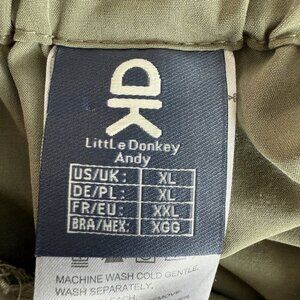 DK
LittLe Donkey
Andy
US/UK: XL
DE/PL: XL
FR/EU: XXL
BRA/MEX: XGG
MACHINE WASH COLD GENTLE.
WASH SEPARATELY.